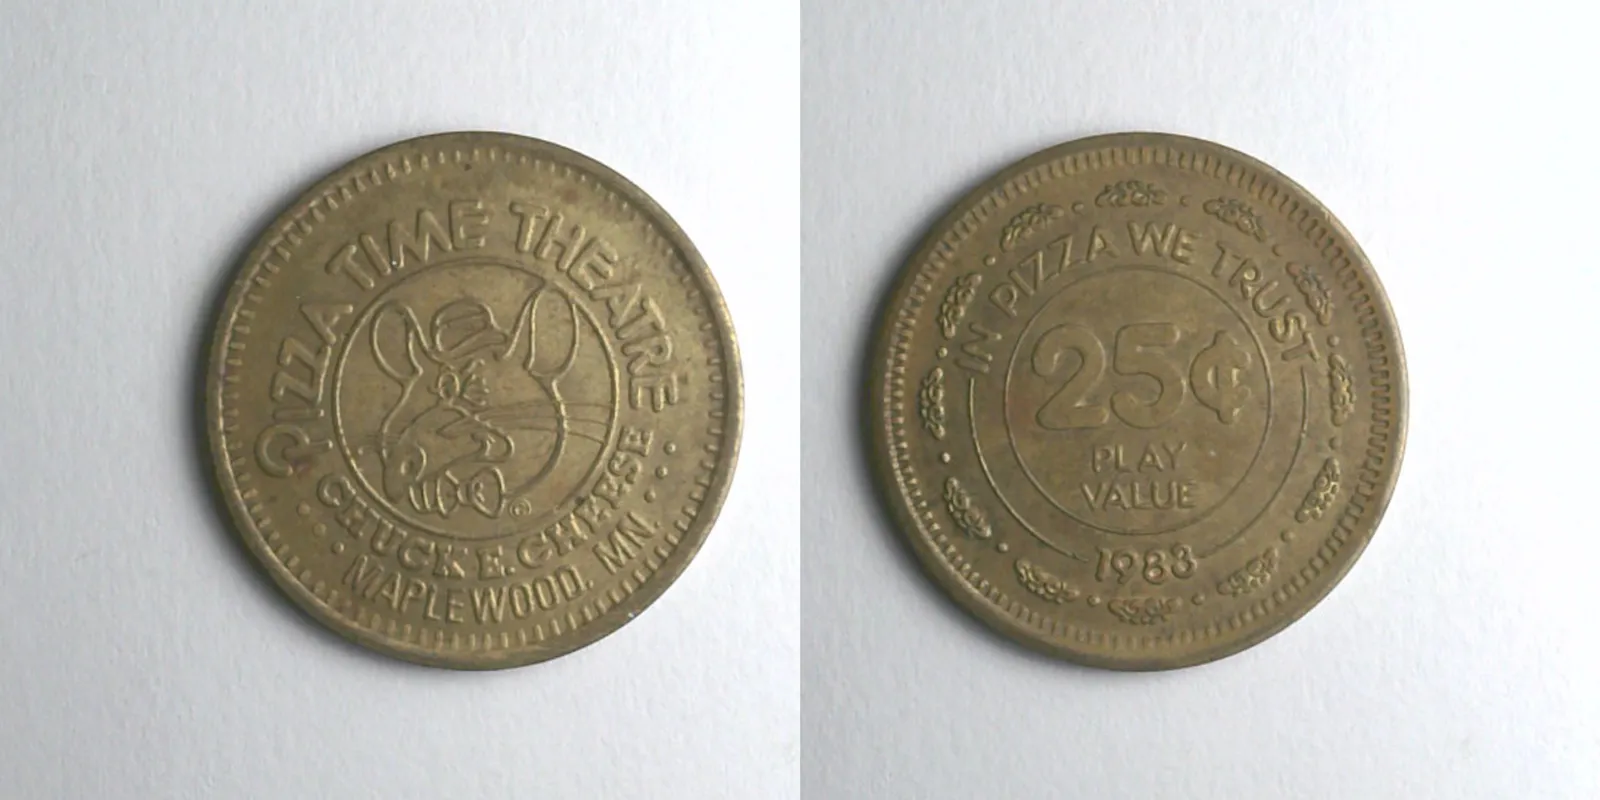 PIZZA TIME THEATRE
CHUCK E. CHEESE
MAPLEWOOD, MN.
©
IN PIZZA WE TRUST
25¢
PLAY
VALUE
1983